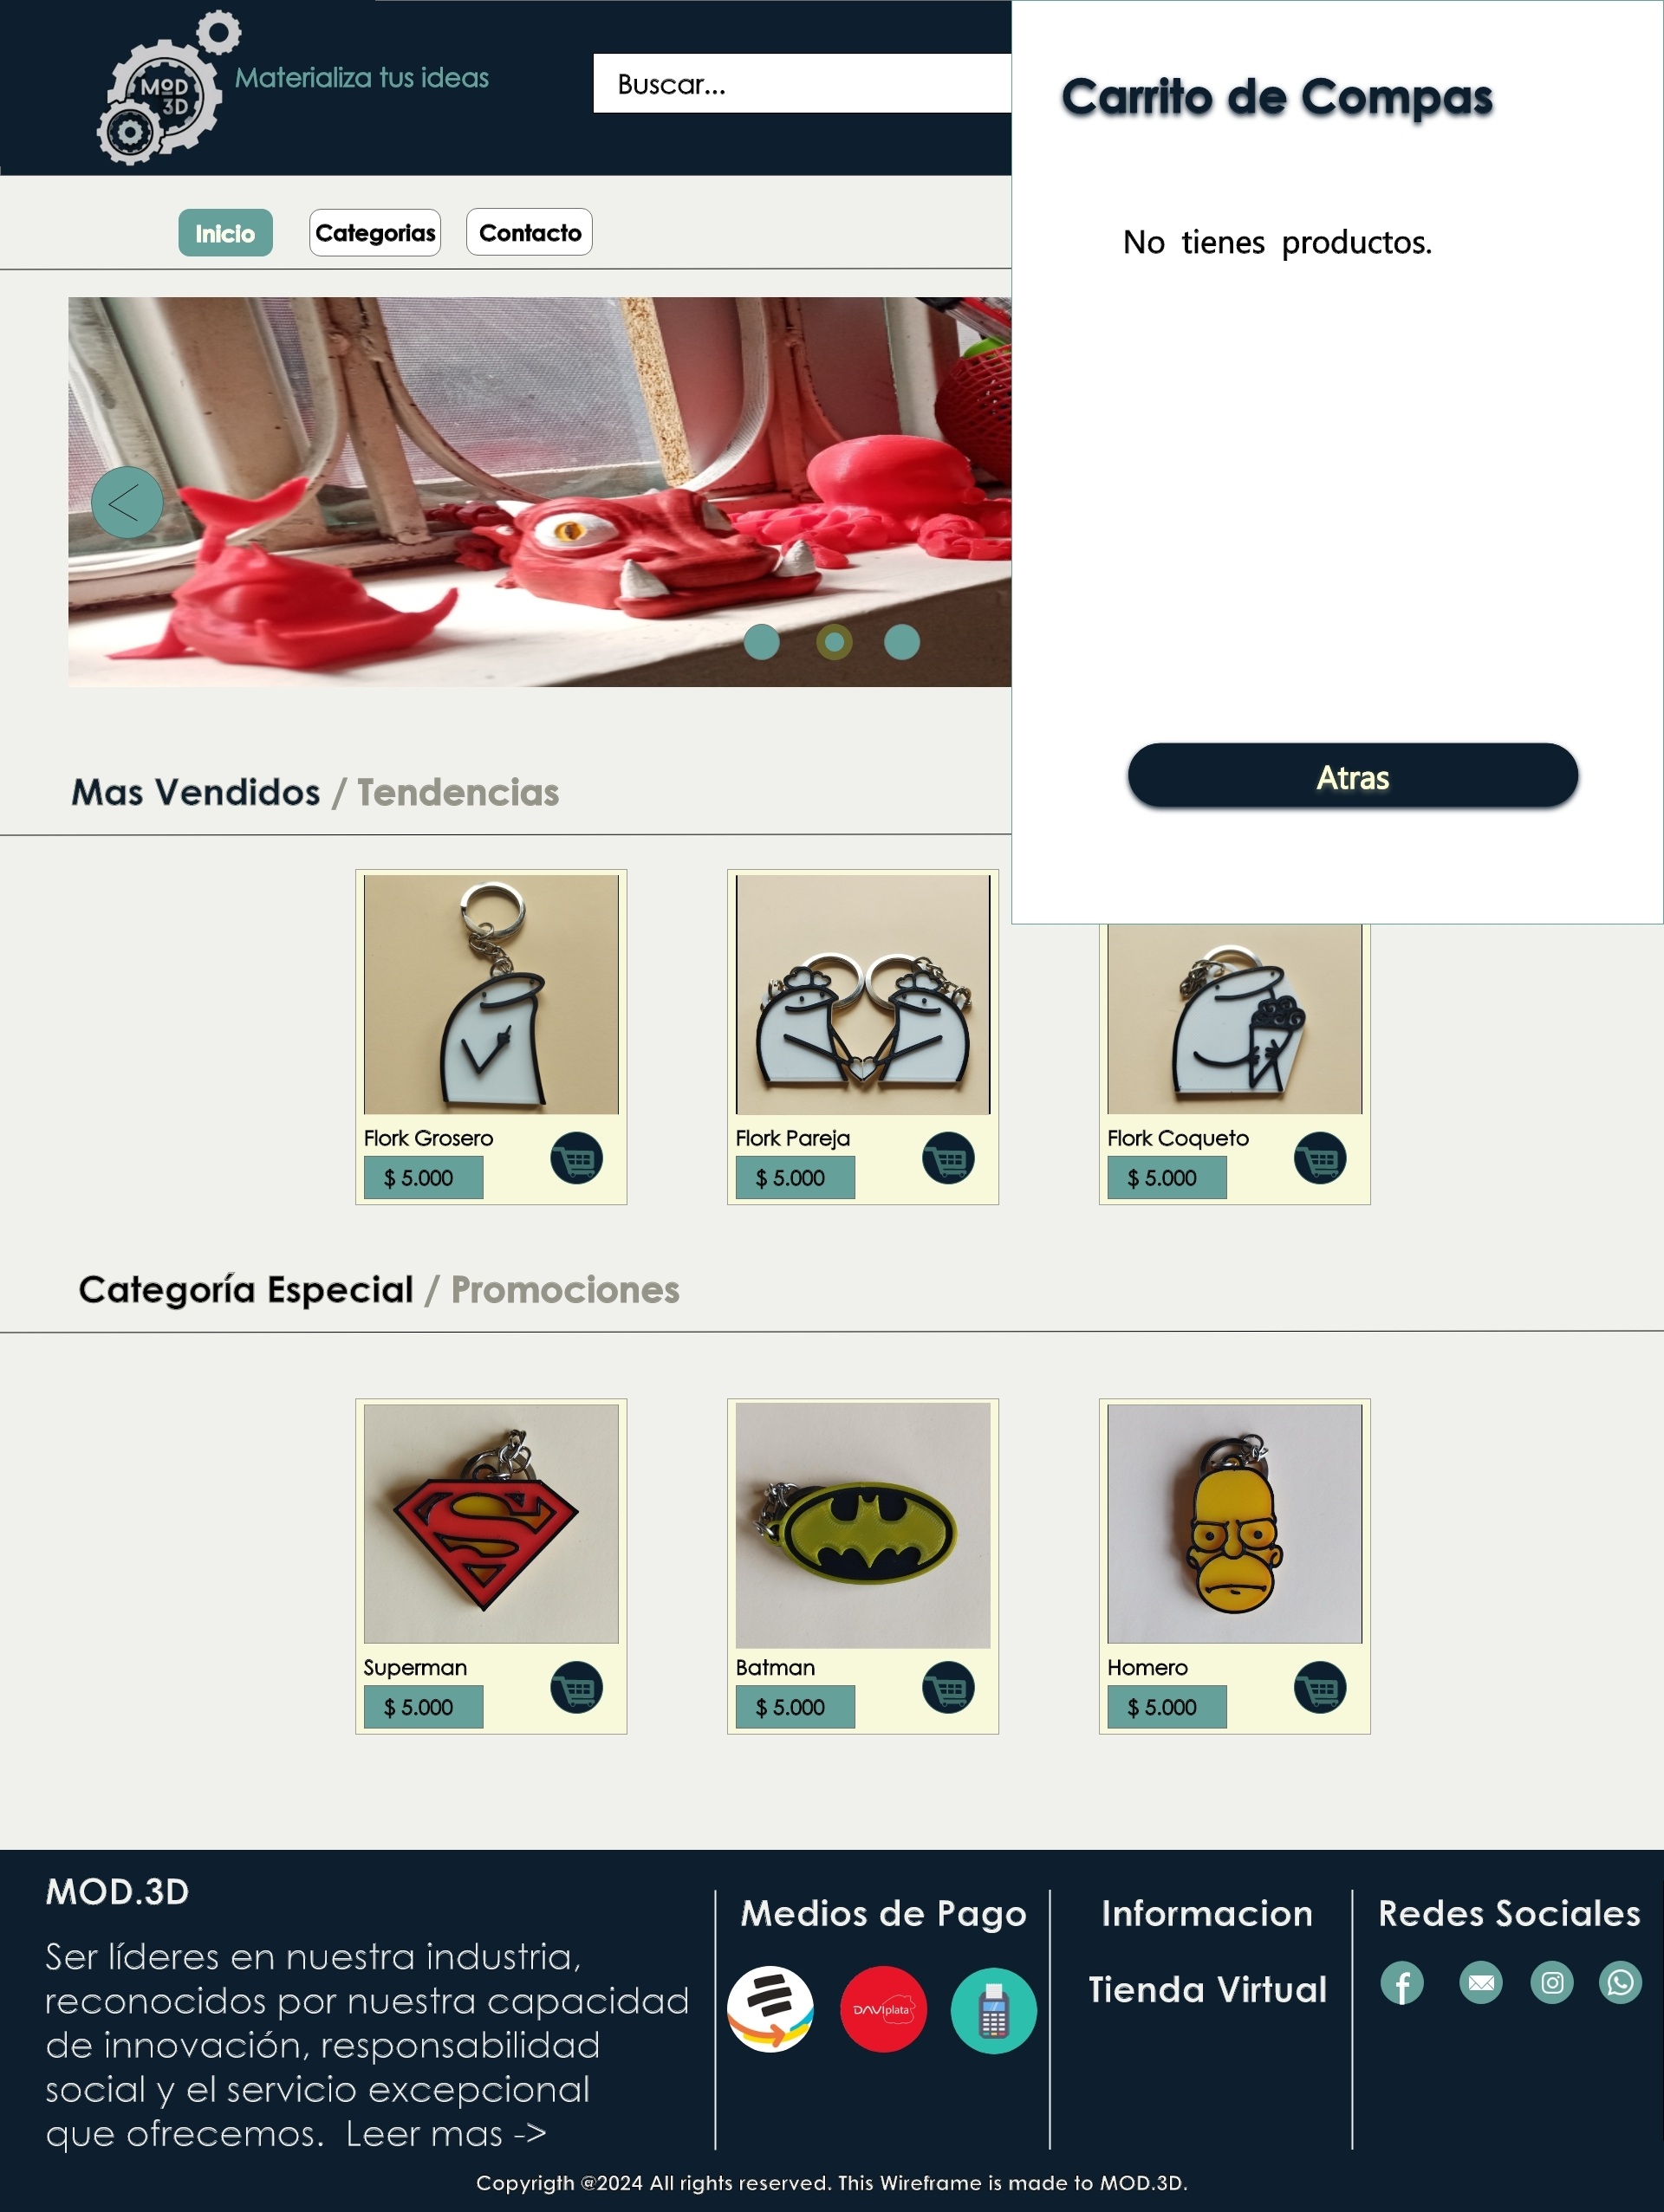 MOD
3D
Materializa tus ideas
Buscar...
Carrito de Compas
Inicio
Categorias
Contacto
No tienes productos.
Atras
Mas Vendidos / Tendencias
Flork Grosero
$ 5.000
Flork Pareja
$ 5.000
Flork Coqueto
$ 5.000
Categoría Especial / Promociones
Superman
$ 5.000
Batman
$ 5.000
Homero
$ 5.000
MOD.3D
Ser líderes en nuestra industria,
reconocidos por nuestra capacidad
de innovación, responsabilidad
social y el servicio excepcional
que ofrecemos. Leer mas ->
Medios de Pago
DAVIplata
Informacion
Tienda Virtual
Redes Sociales
Copyrigth @2024 All rights reserved. This Wireframe is made to MOD.3D.